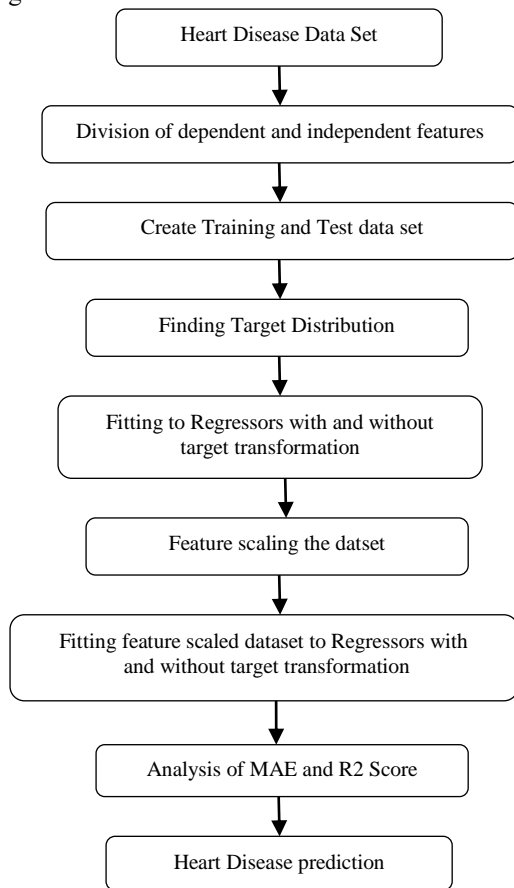 g
Heart Disease Data Set
Division of dependent and independent features
Create Training and Test data set
Finding Target Distribution
Fitting to Regressors with and without
target transformation
Feature scaling the datset
Fitting feature scaled dataset to Regressors with
and without target transformation
Analysis of MAE and R2 Score
Heart Disease prediction